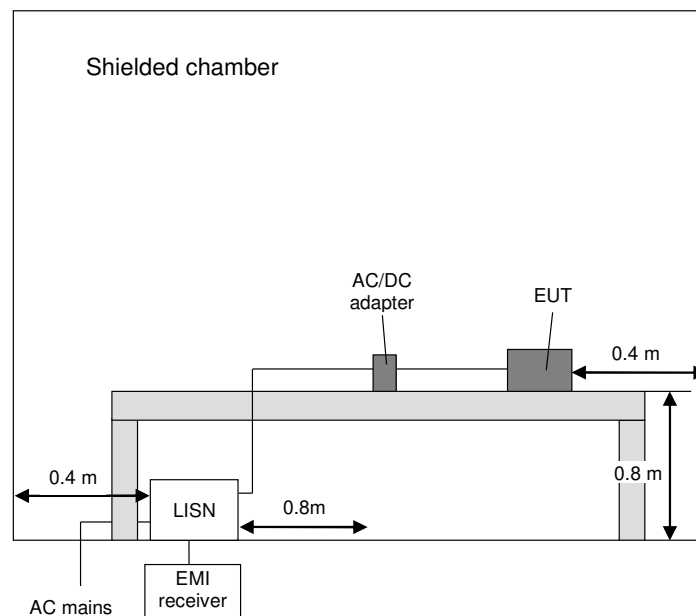 Shielded chamber
AC/DC
adapter
EUT
0.4 m
0.4 m
0.8 m
LISN
0.8m
EMI
receiver
AC mains